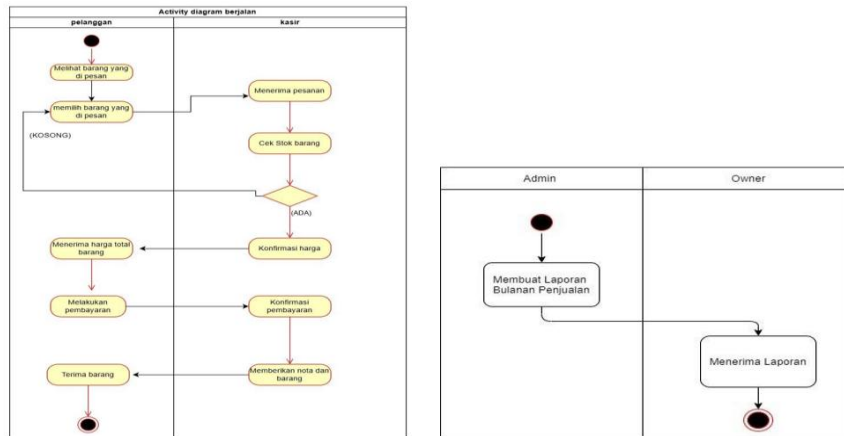 Activity diagram berjalan
pelanggan
kasir
Melihat barang yang
di pesan
memilih barang yang
di pesan
Menerima pesanan
(KOSONG)
Cek Stok barang
(ADA)
Menerima harga total
barang
Konfirmasi harga
Melakukan
pembayaran
Konfirmasi
pembayaran
Terima barang
Memberikan nota dan
barang
Admin
Owner
Membuat Laporan
Bulanan Penjualan
Menerima Laporan